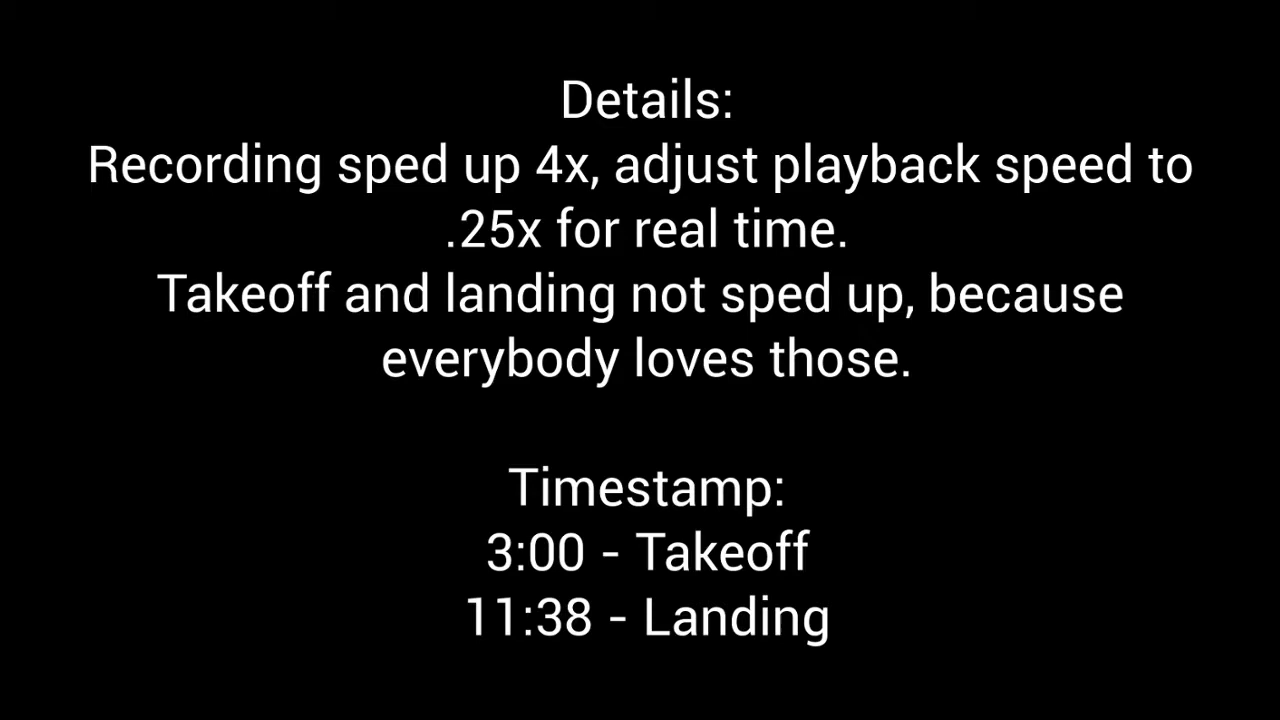 Details:
Recording sped up 4x, adjust playback speed to
.25x for real time.
Takeoff and landing not sped up, because
everybody loves those.
Timestamp:
3:00 - Takeoff
11:38 - Landing